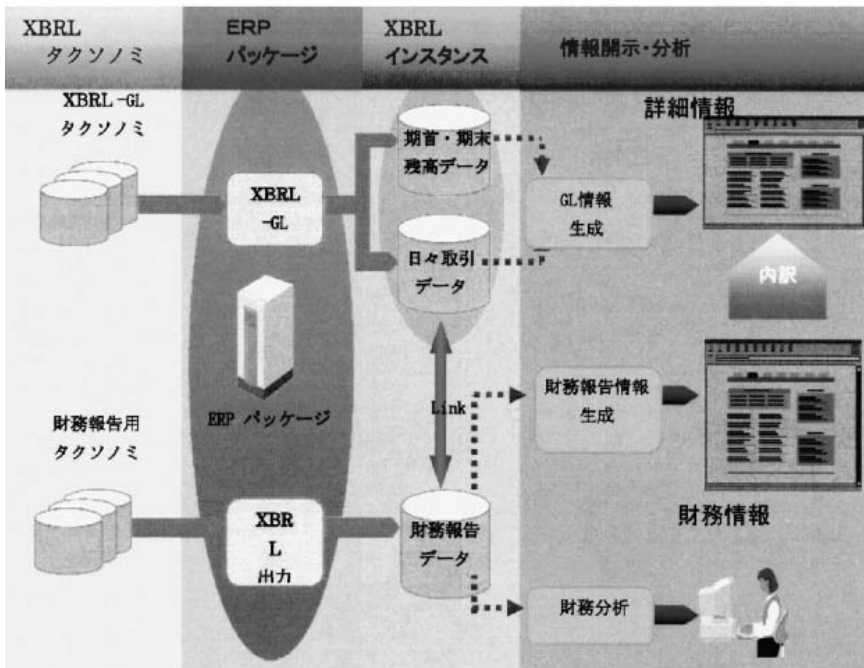 XBRL
タクソノミ
ERP
パッケージ
XBRL
インスタンス
情報開示・分析
XBRL-GL
タクソノミ
XBRL
-GL
期首・期末
残高データ
日々取引
データ
GL情報
生成
詳細情報
内訳
ERP パッケージ
Link
財務報告用
タクソノミ
XBR
L
出力
財務報告
データ
財務報告情報
生成
財務情報
財務分析